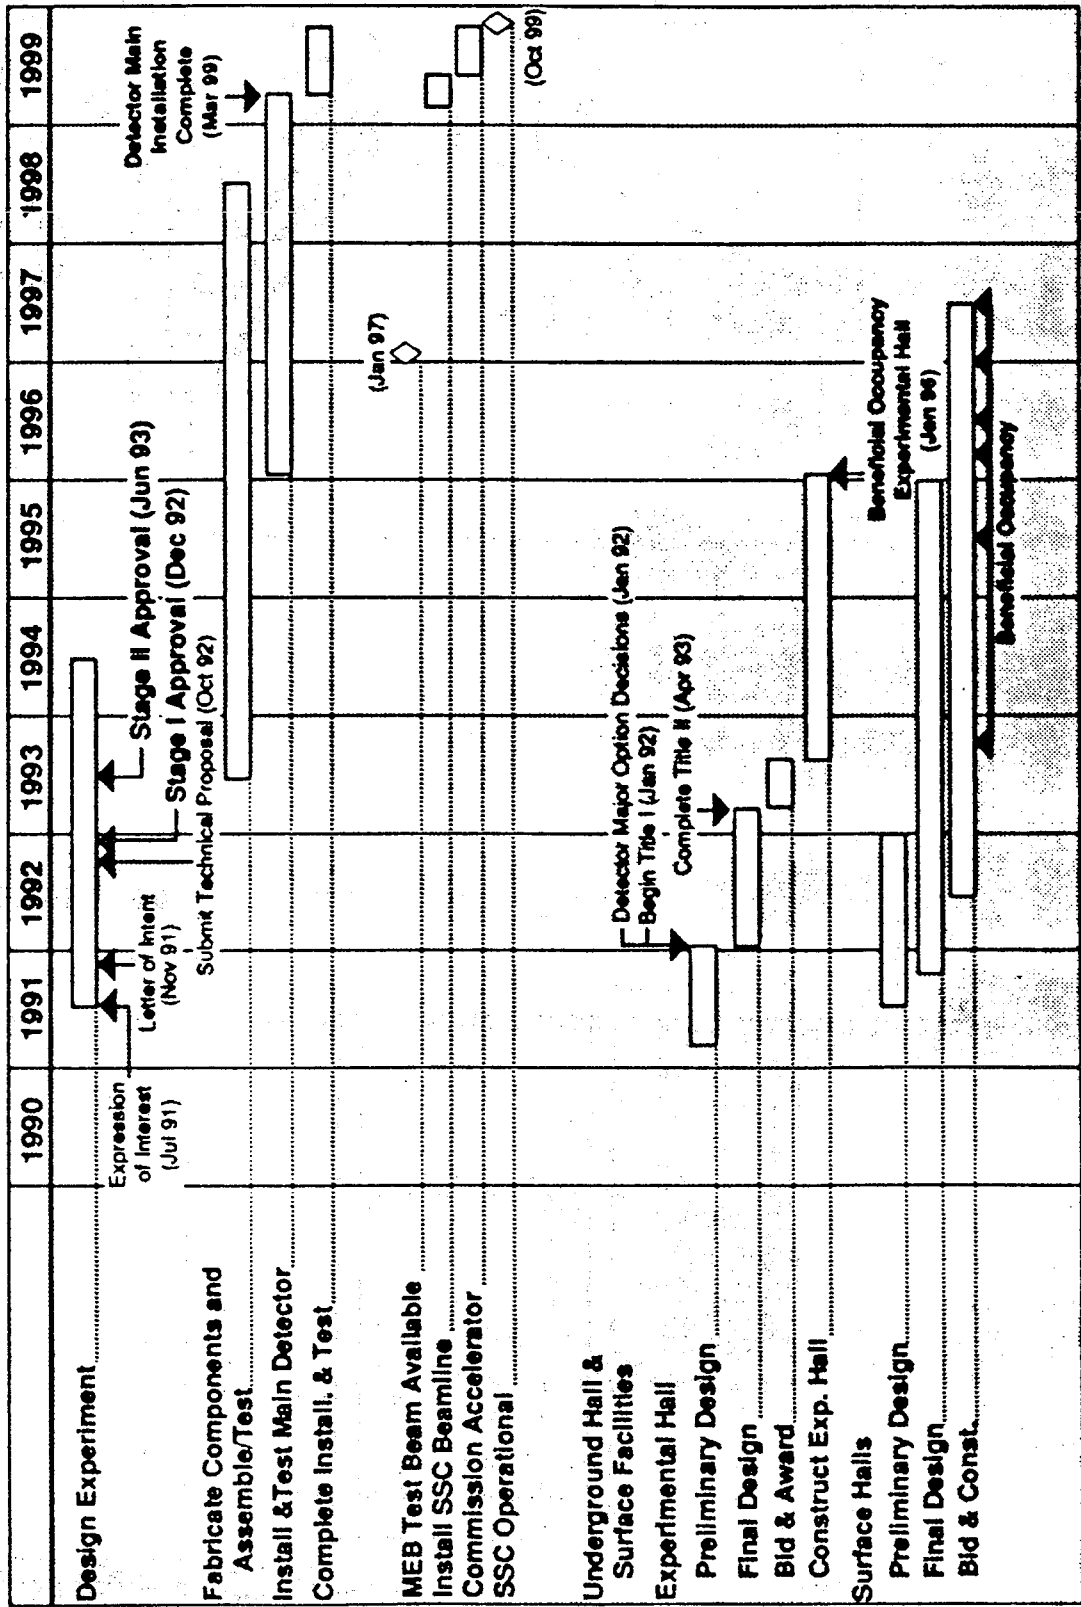 1990 1991 1992 1993 1994 1995 1996 1997 1998 1999
Design Experiment
Expression
of Interest
(Jul 91)
Letter of Intent
(Nov 91)
Submit Technical Proposal (Oct 92)
Stage I Approval (Dec 92)
Stage II Approval (Jun 93)
Fabricate Components and
Assemble/Test
Install & Test Main Detector
Detector Main
Installation
Complete
(Mar 99)
Complete Install. & Test
MEB Test Beam Available
(Jan 97)
Install SSC Beamline
Commission Accelerator
SSC Operational
(Oct 99)
Underground Hall &
Surface Facilities
Experimental Hall
Detector Major Option Decisions (Jan 92)
Begin Title I (Jan 92)
Preliminary Design
Complete Title II (Apr 93)
Final Design
Bid & Award
Construct Exp. Hall
Beneficial Occupancy
Experimental Hall
(Jan 96)
Surface Halls
Preliminary Design
Final Design
Bid & Const.
Beneficial Occupancy